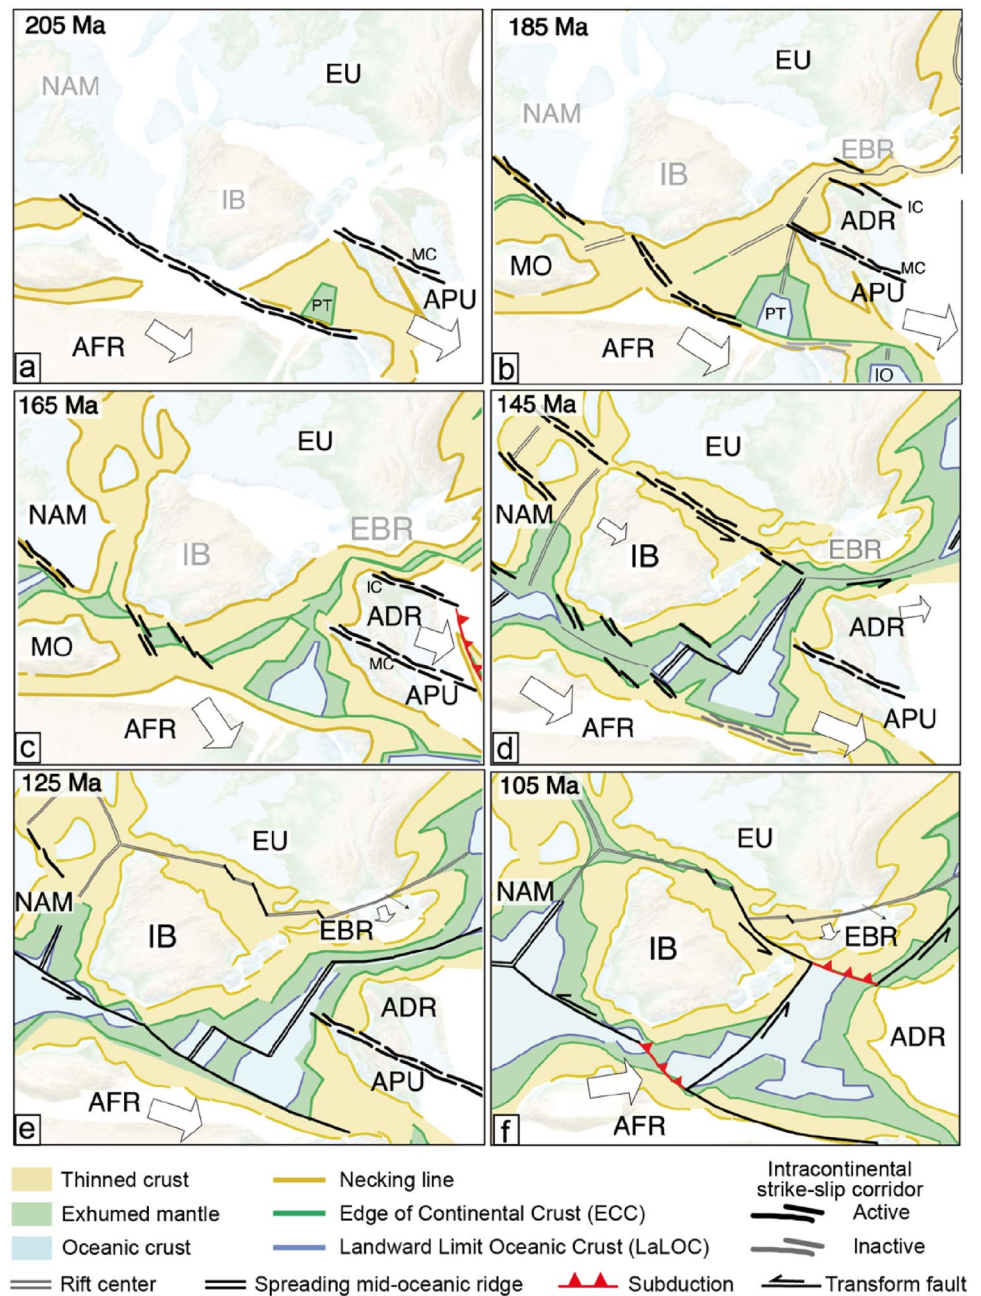 205 Ma
NAM
EU
IB
MC
PT
APU
AFR
a
185 Ma
EU
NAM
EBR
IB
IC
ADR
MO
MC
APU
PT
AFR
IO
b
165 Ma
EU
NAM
EBR
IB
IC
ADR
MO
MC
APU
AFR
c
145 Ma
EU
NAM
IB
EBR
ADR
AFR
APU
d
125 Ma
EU
NAM
IB
EBR
ADR
APU
AFR
e
105 Ma
EU
NAM
IB
EBR
ADR
AFR
f
Thinned crust
Exhumed mantle
Oceanic crust
Necking line
Edge of Continental Crust (ECC)
Landward Limit Oceanic Crust (LaLOC)
Intracontinental
strike-slip corridor
Active
Inactive
Rift center
Spreading mid-oceanic ridge
Subduction
Transform fault